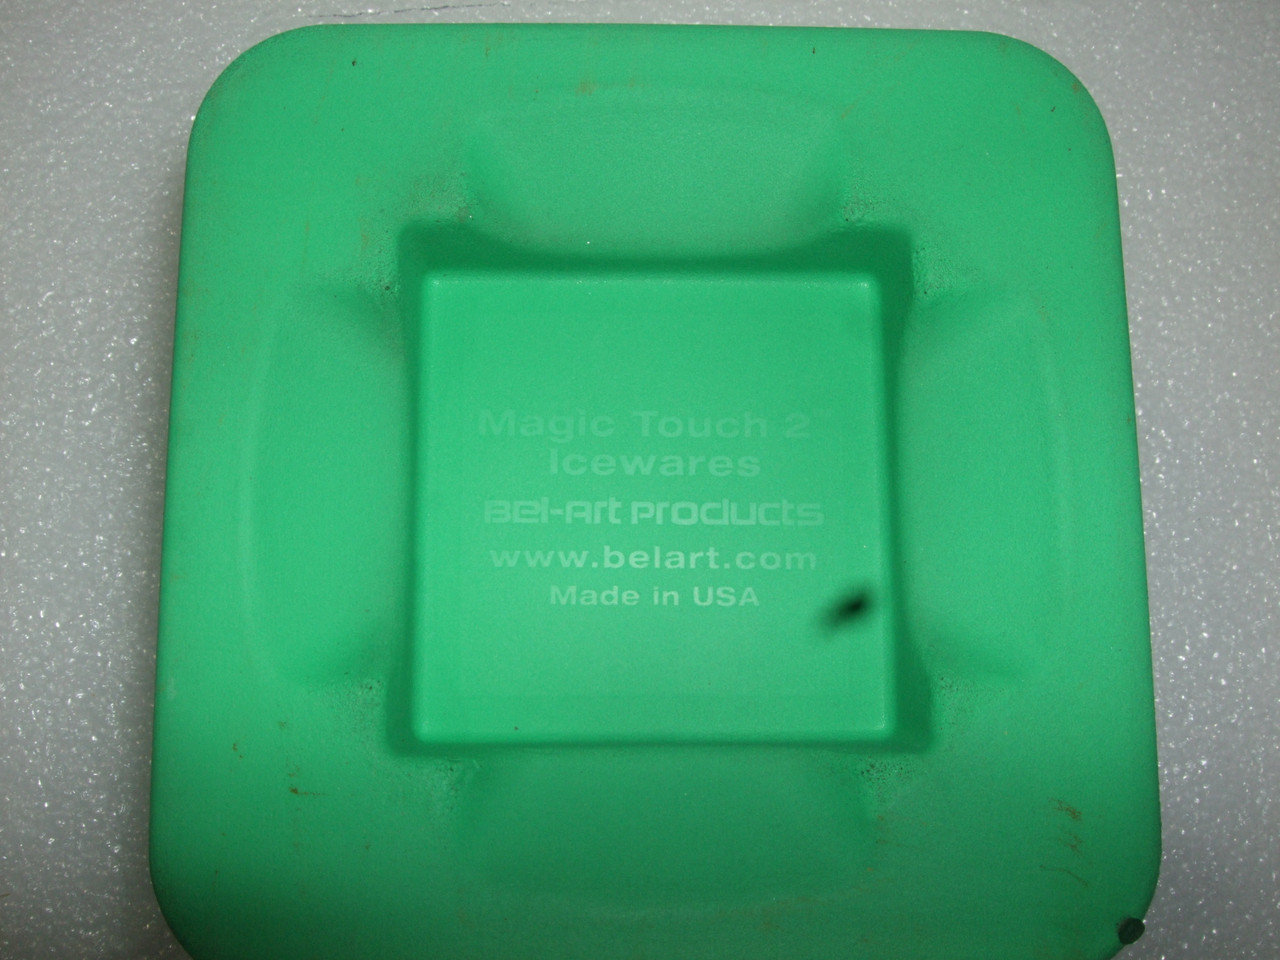 Magic Touch 2™
Icewares
Bel-Art Products
www.belart.com
Made in USA